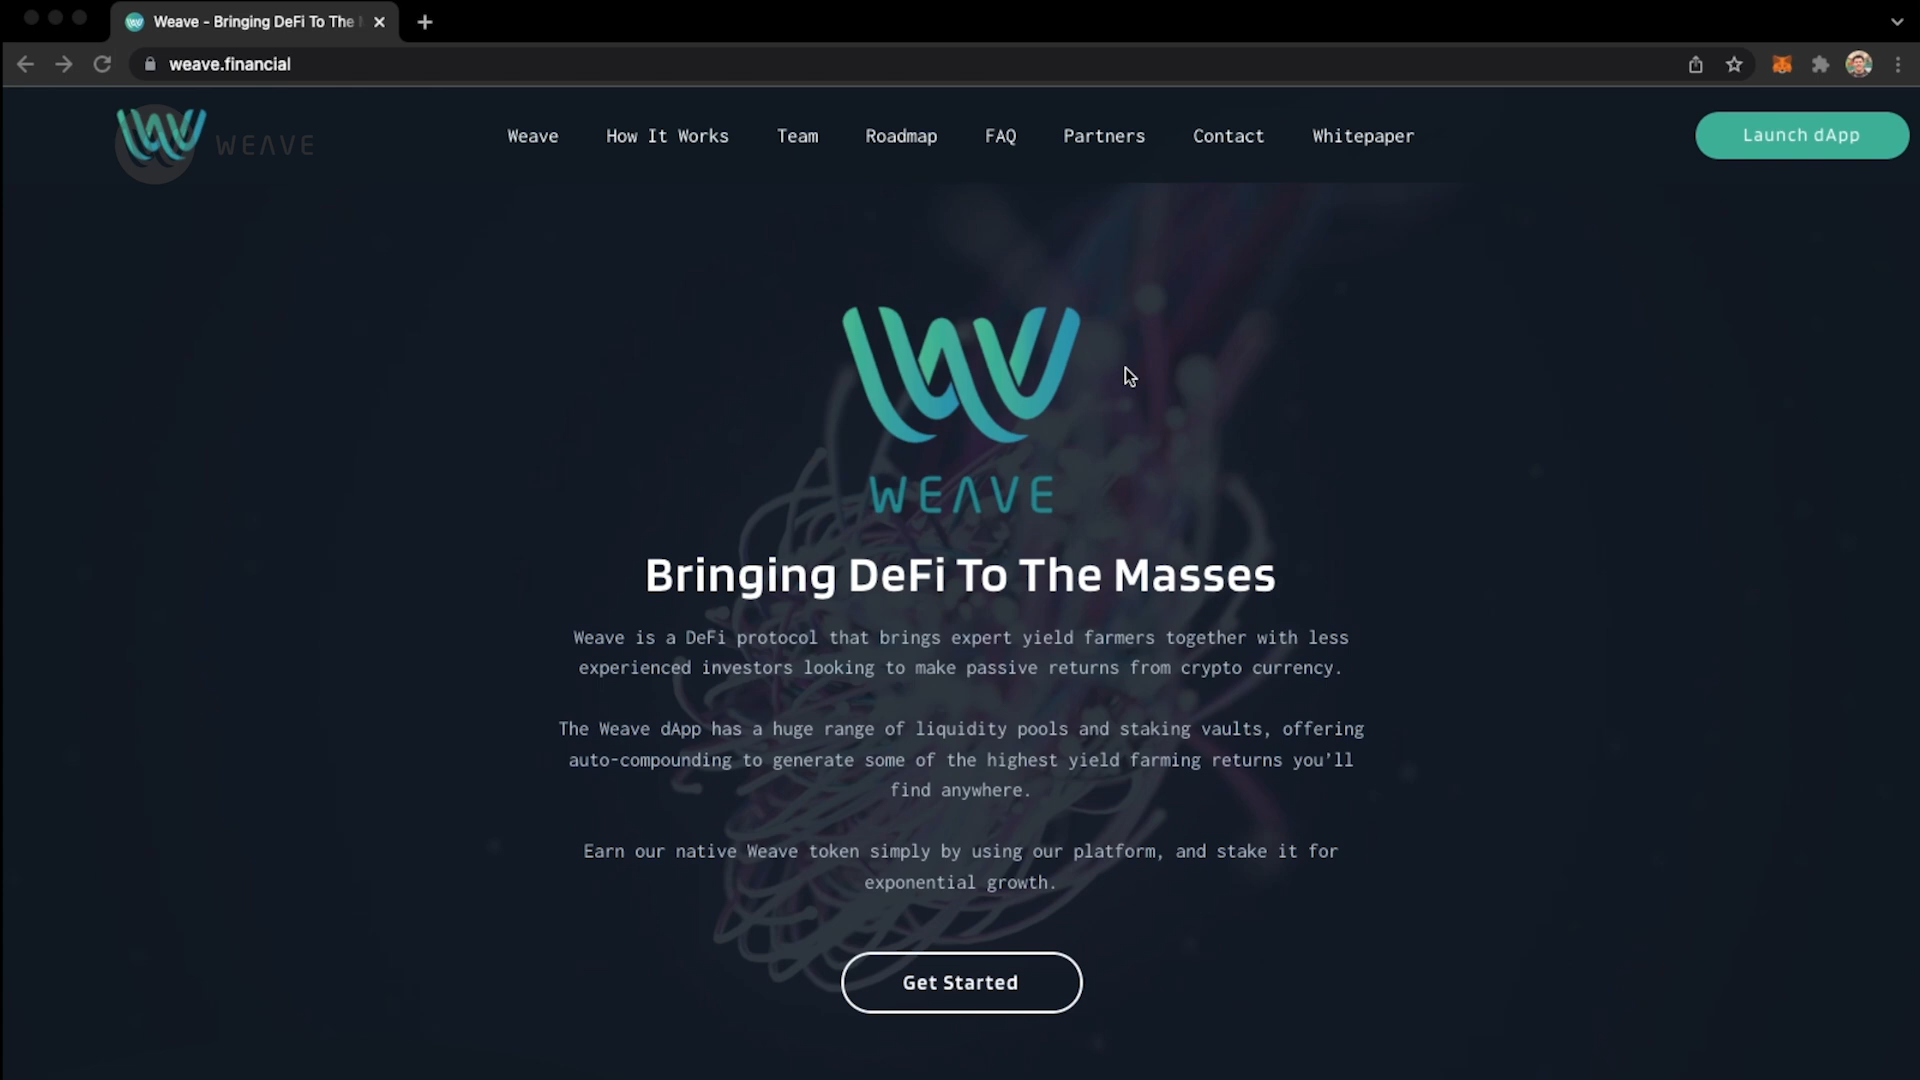 Weave - Bringing DeFi To The
weave.financial
WEAVE
Weave
How It Works
Team
Roadmap
FAQ
Partners
Contact
Whitepaper
Launch dApp
WEAVE
Bringing DeFi To The Masses
Weave is a DeFi protocol that brings expert yield farmers together with less
experienced investors looking to make passive returns from crypto currency.
The Weave dApp has a huge range of liquidity pools and staking vaults, offering
auto-compounding to generate some of the highest yield farming returns you’ll
find anywhere.
Earn our native Weave token simply by using our platform, and stake it for
exponential growth.
Get Started